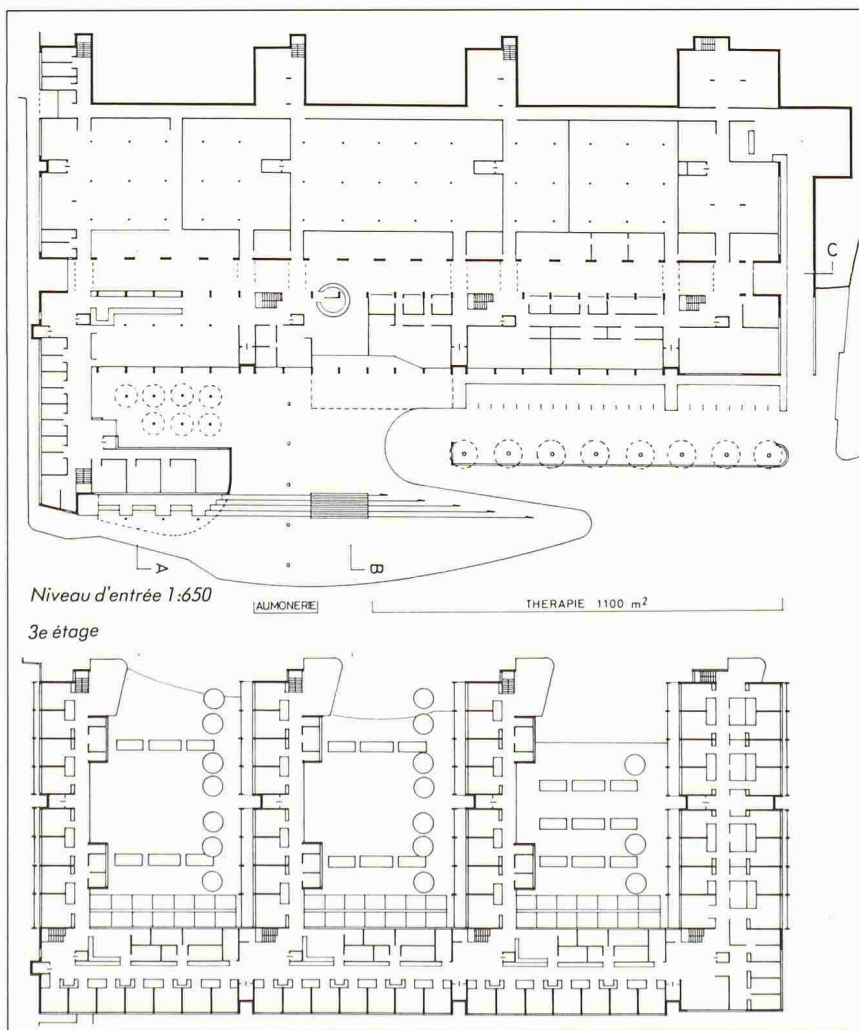 C
A
B
Niveau d'entrée 1:650
AUMONERIE
THERAPIE 1100 m²
3e étage